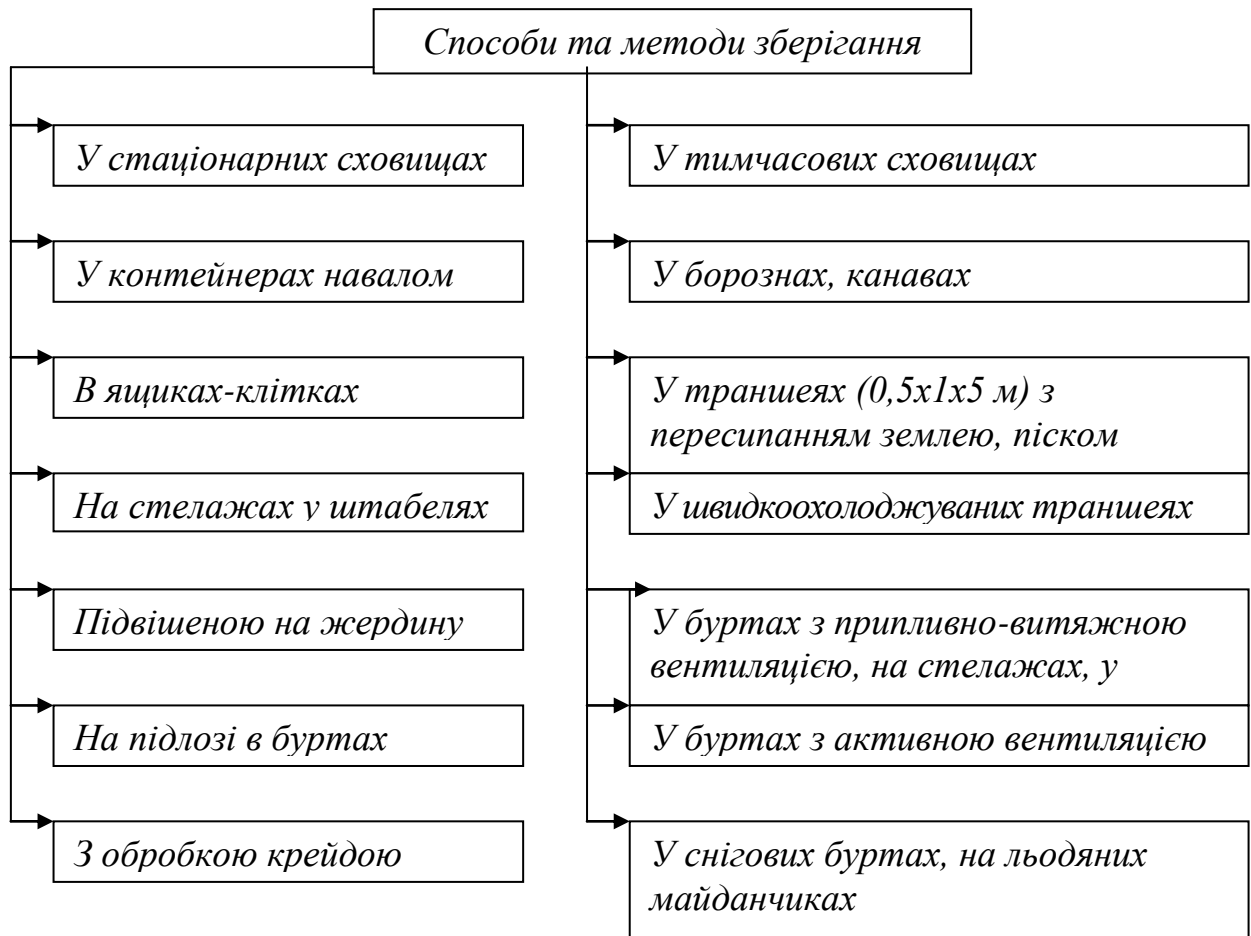 Способи та методи зберігання
У стаціонарних сховищах
У тимчасових сховищах
У контейнерах навалом
У борознах, канавах
В ящиках-клітках
У траншеях (0,5х1х5 м) з
пересипанням землею, піском
На стелажах у штабелях
У швидкоохолоджуваних траншеях
Підвішеною на жердину
У буртах з припливно-витяжною
вентиляцією, на стелажах, у
На підлозі в буртах
У буртах з активною вентиляцією
З обробкою крейдою
У снігових буртах, на льодяних
майданчиках